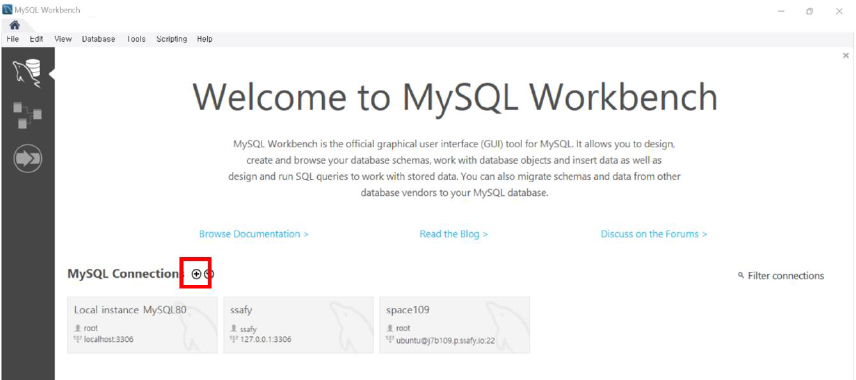 MySQL Workbench
File Edit View Database Tools Scripting Help
Welcome to MySQL Workbench
MySQL Workbench is the official graphical user interface (GUI) tool for MySQL. It allows you to design,
create and browse your database schemas, work with database objects and insert data as well as
design and run SQL queries to work with stored data. You can also migrate schemas and data from other
database vendors to your MySQL database.
Browse Documentation >
Read the Blog >
Discuss on the Forums >
MySQL Connections
Filter connections
Local instance MySQL80
root
localhost:3306
ssafy
ssafy
127.0.0.1:3306
space109
root
ubuntu@j7b109.p.ssafy.io:22